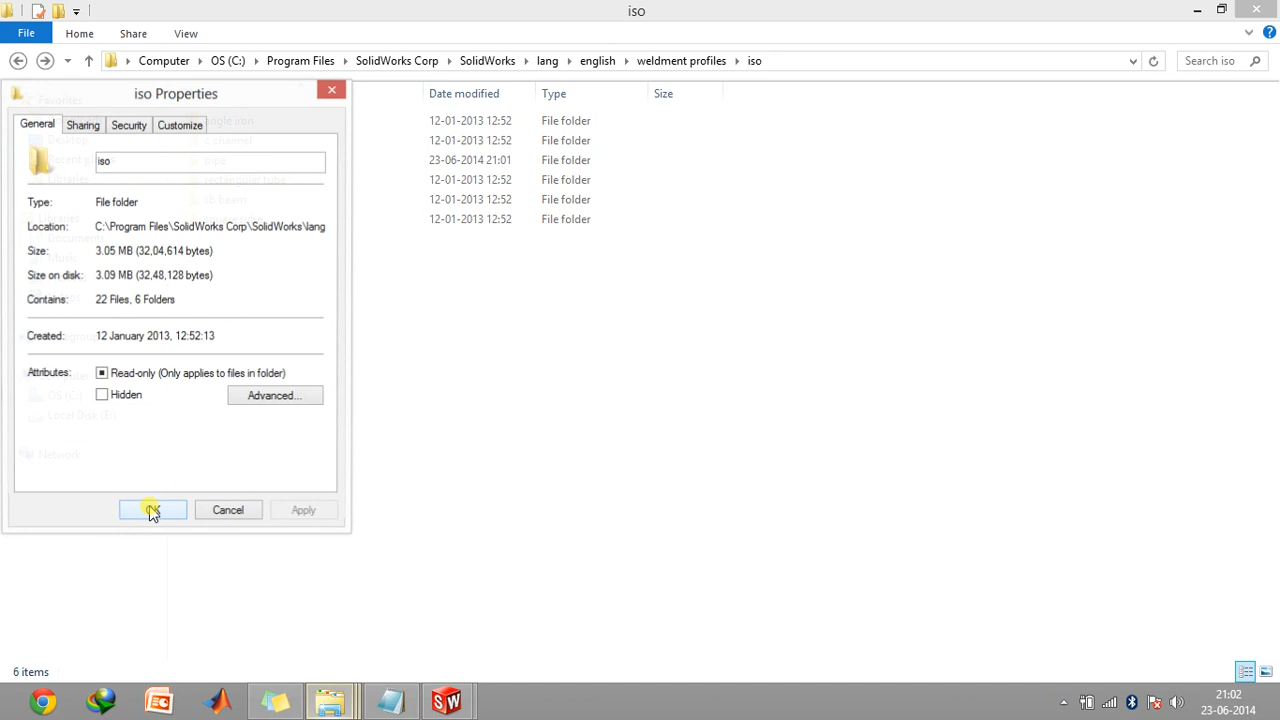 iso
File Home Share View
Computer OS (C:) Program Files SolidWorks Corp SolidWorks lang english weldment profiles iso
Search iso
iso Properties
General Sharing Security Customize
Date modified Type Size
12-01-2013 12:52 File folder
12-01-2013 12:52 File folder
23-06-2014 21:01 File folder
12-01-2013 12:52 File folder
12-01-2013 12:52 File folder
12-01-2013 12:52 File folder
iso
Type: File folder
Location: C:\Program Files\SolidWorks Corp\SolidWorks\lang
Size: 3.05 MB (32,04,614 bytes)
Size on disk: 3.09 MB (32,48,128 bytes)
Contains: 22 Files, 6 Folders
Created: 12 January 2013, 12:52:13
Attributes: Read-only (Only applies to files in folder)
Hidden Advanced...
Local Disk (E:)
Network
OK Cancel Apply
6 items
21:02
23-06-2014